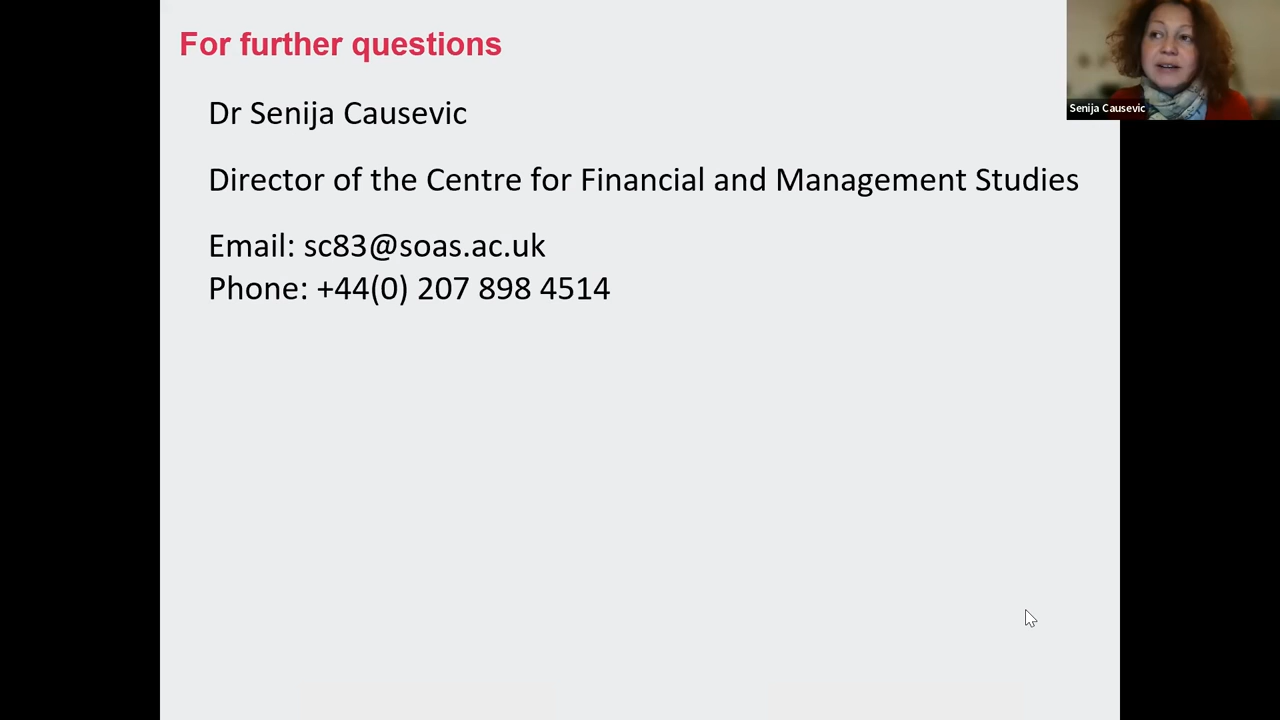 For further questions
Dr Senija Causevic
Director of the Centre for Financial and Management Studies
Email: sc83@soas.ac.uk
Phone: +44(0) 207 898 4514
Senija Causevic